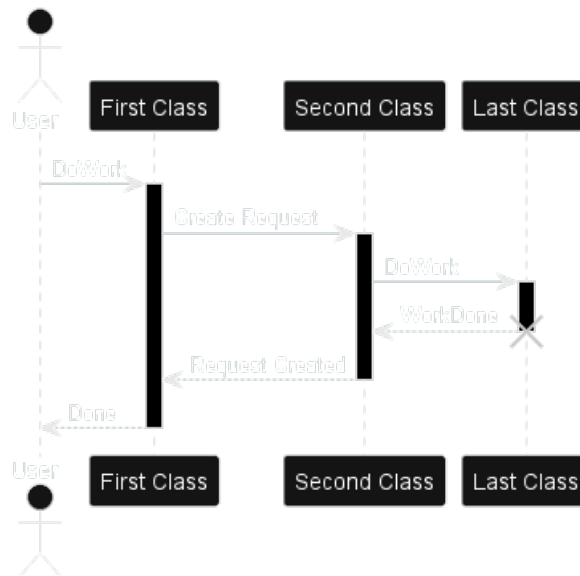 User
First Class
Second Class
Last Class
DoWork
Create Request
DoWork
WorkDone
Request Created
Done
User
First Class
Second Class
Last Class